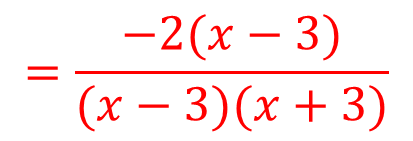 = −2(x − 3) / (x − 3)(x + 3)